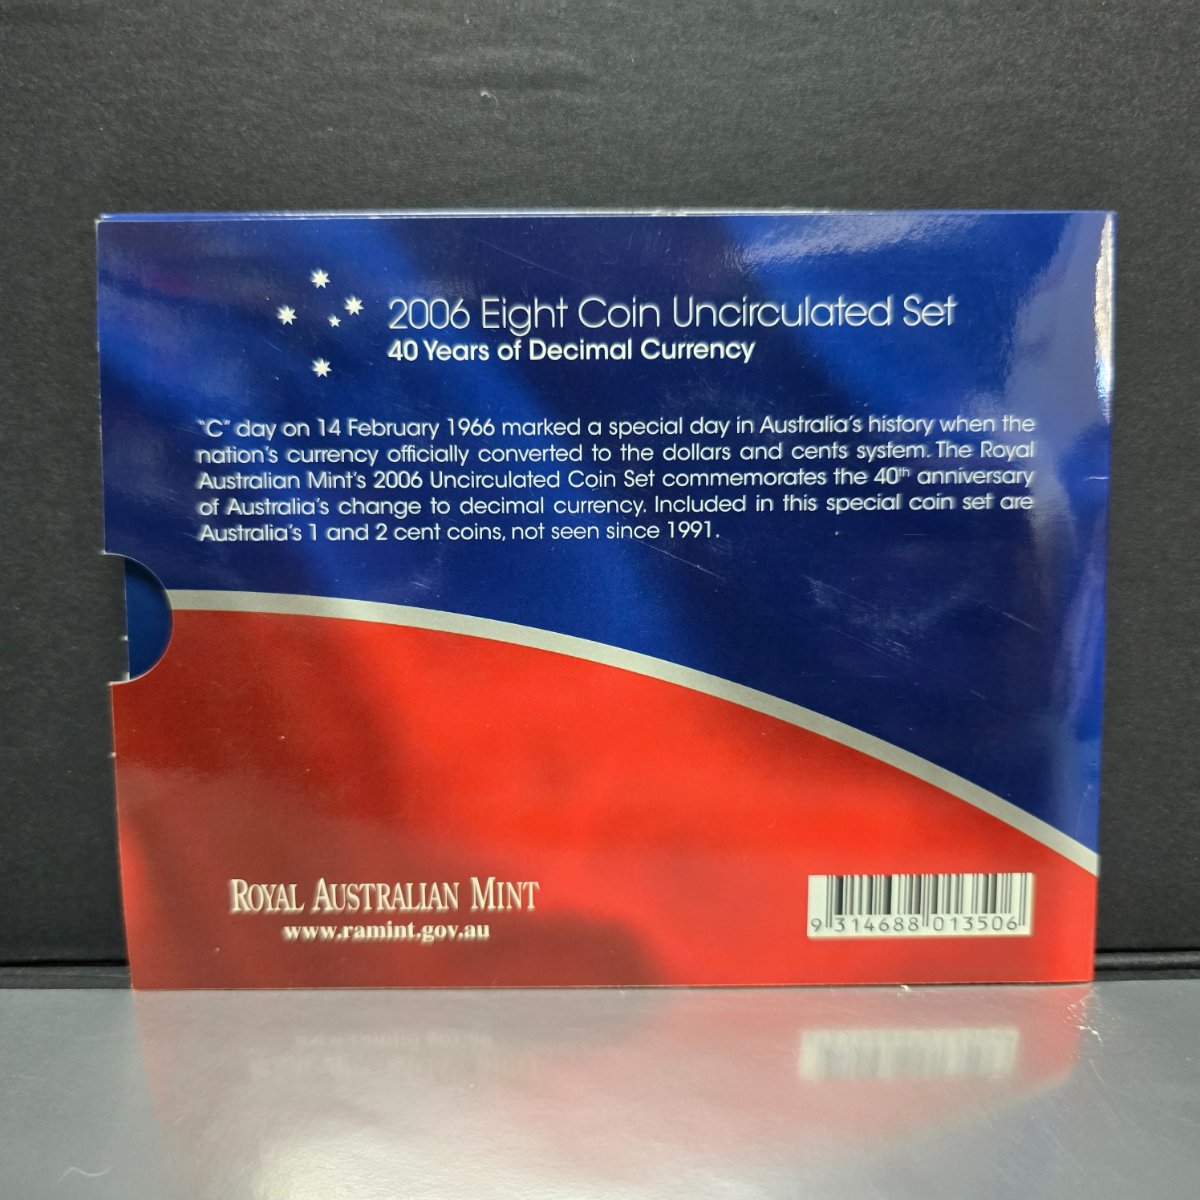 2006 Eight Coin Uncirculated Set
40 Years of Decimal Currency
"C" day on 14 February 1966 marked a special day in Australia's history when the
nation's currency officially converted to the dollars and cents system. The Royal
Australian Mint's 2006 Uncirculated Coin Set commemorates the 40th anniversary
of Australia's change to decimal currency. Included in this special coin set are
Australia's 1 and 2 cent coins, not seen since 1991.
ROYAL AUSTRALIAN MINT
www.ramint.gov.au
9 314688 013506